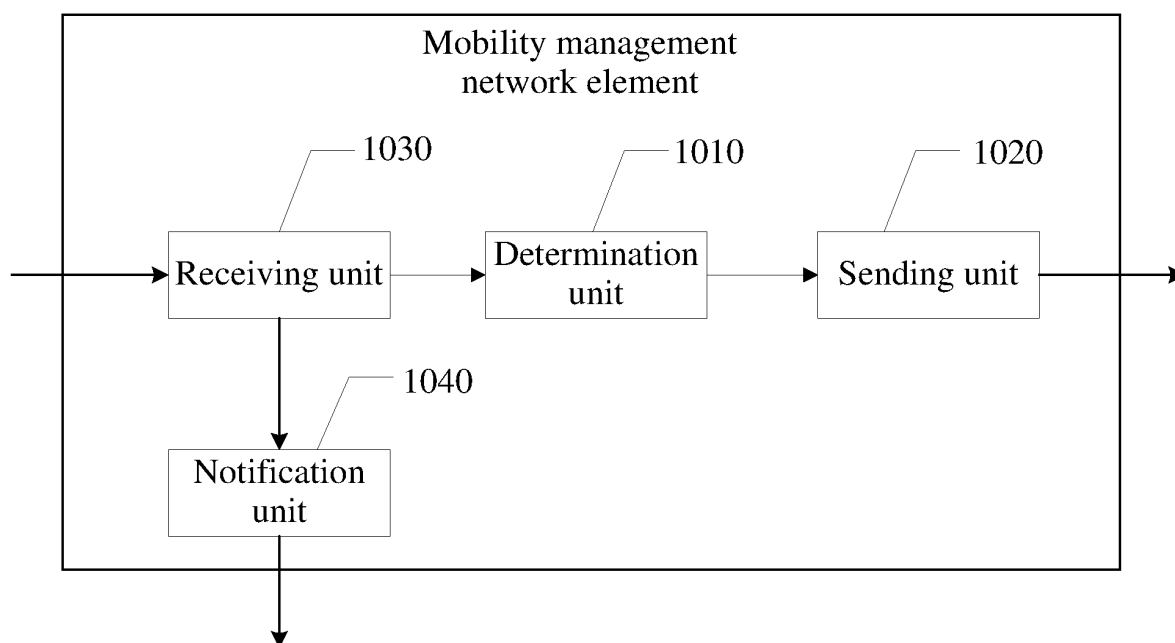 Mobility management
network element
1030
1010
1020
Receiving unit
Determination
unit
Sending unit
1040
Notification
unit